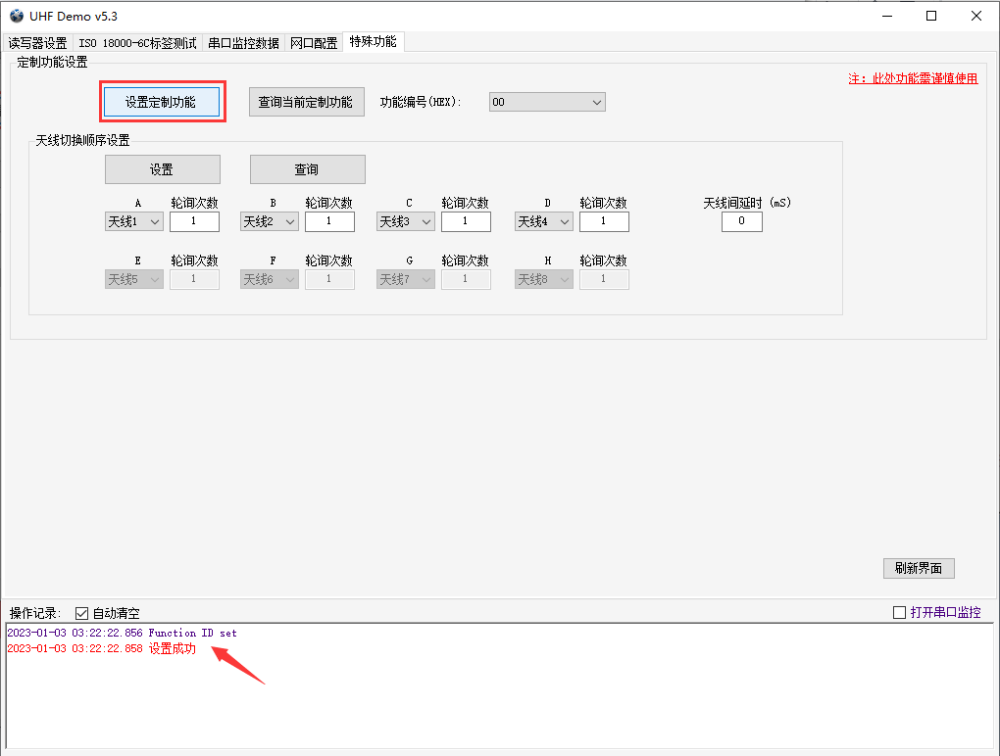 UHF Demo v5.3
读写器设置 ISO 18000-6C标签测试 串口监控数据 网口配置 特殊功能
定制功能设置
注：此处功能需谨慎使用
设置定制功能 查询当前定制功能 功能编号(HEX): 00
天线切换顺序设置
设置 查询
A 轮询次数 B 轮询次数 C 轮询次数 D 轮询次数 天线间延时 (mS)
天线1 1 天线2 1 天线3 1 天线4 1 0
E 轮询次数 F 轮询次数 G 轮询次数 H 轮询次数
天线5 1 天线6 1 天线7 1 天线8 1
刷新界面
操作记录: 自动清空 打开串口监控
2023-01-03 03:22:22.856 Function ID set
2023-01-03 03:22:22.858 设置成功